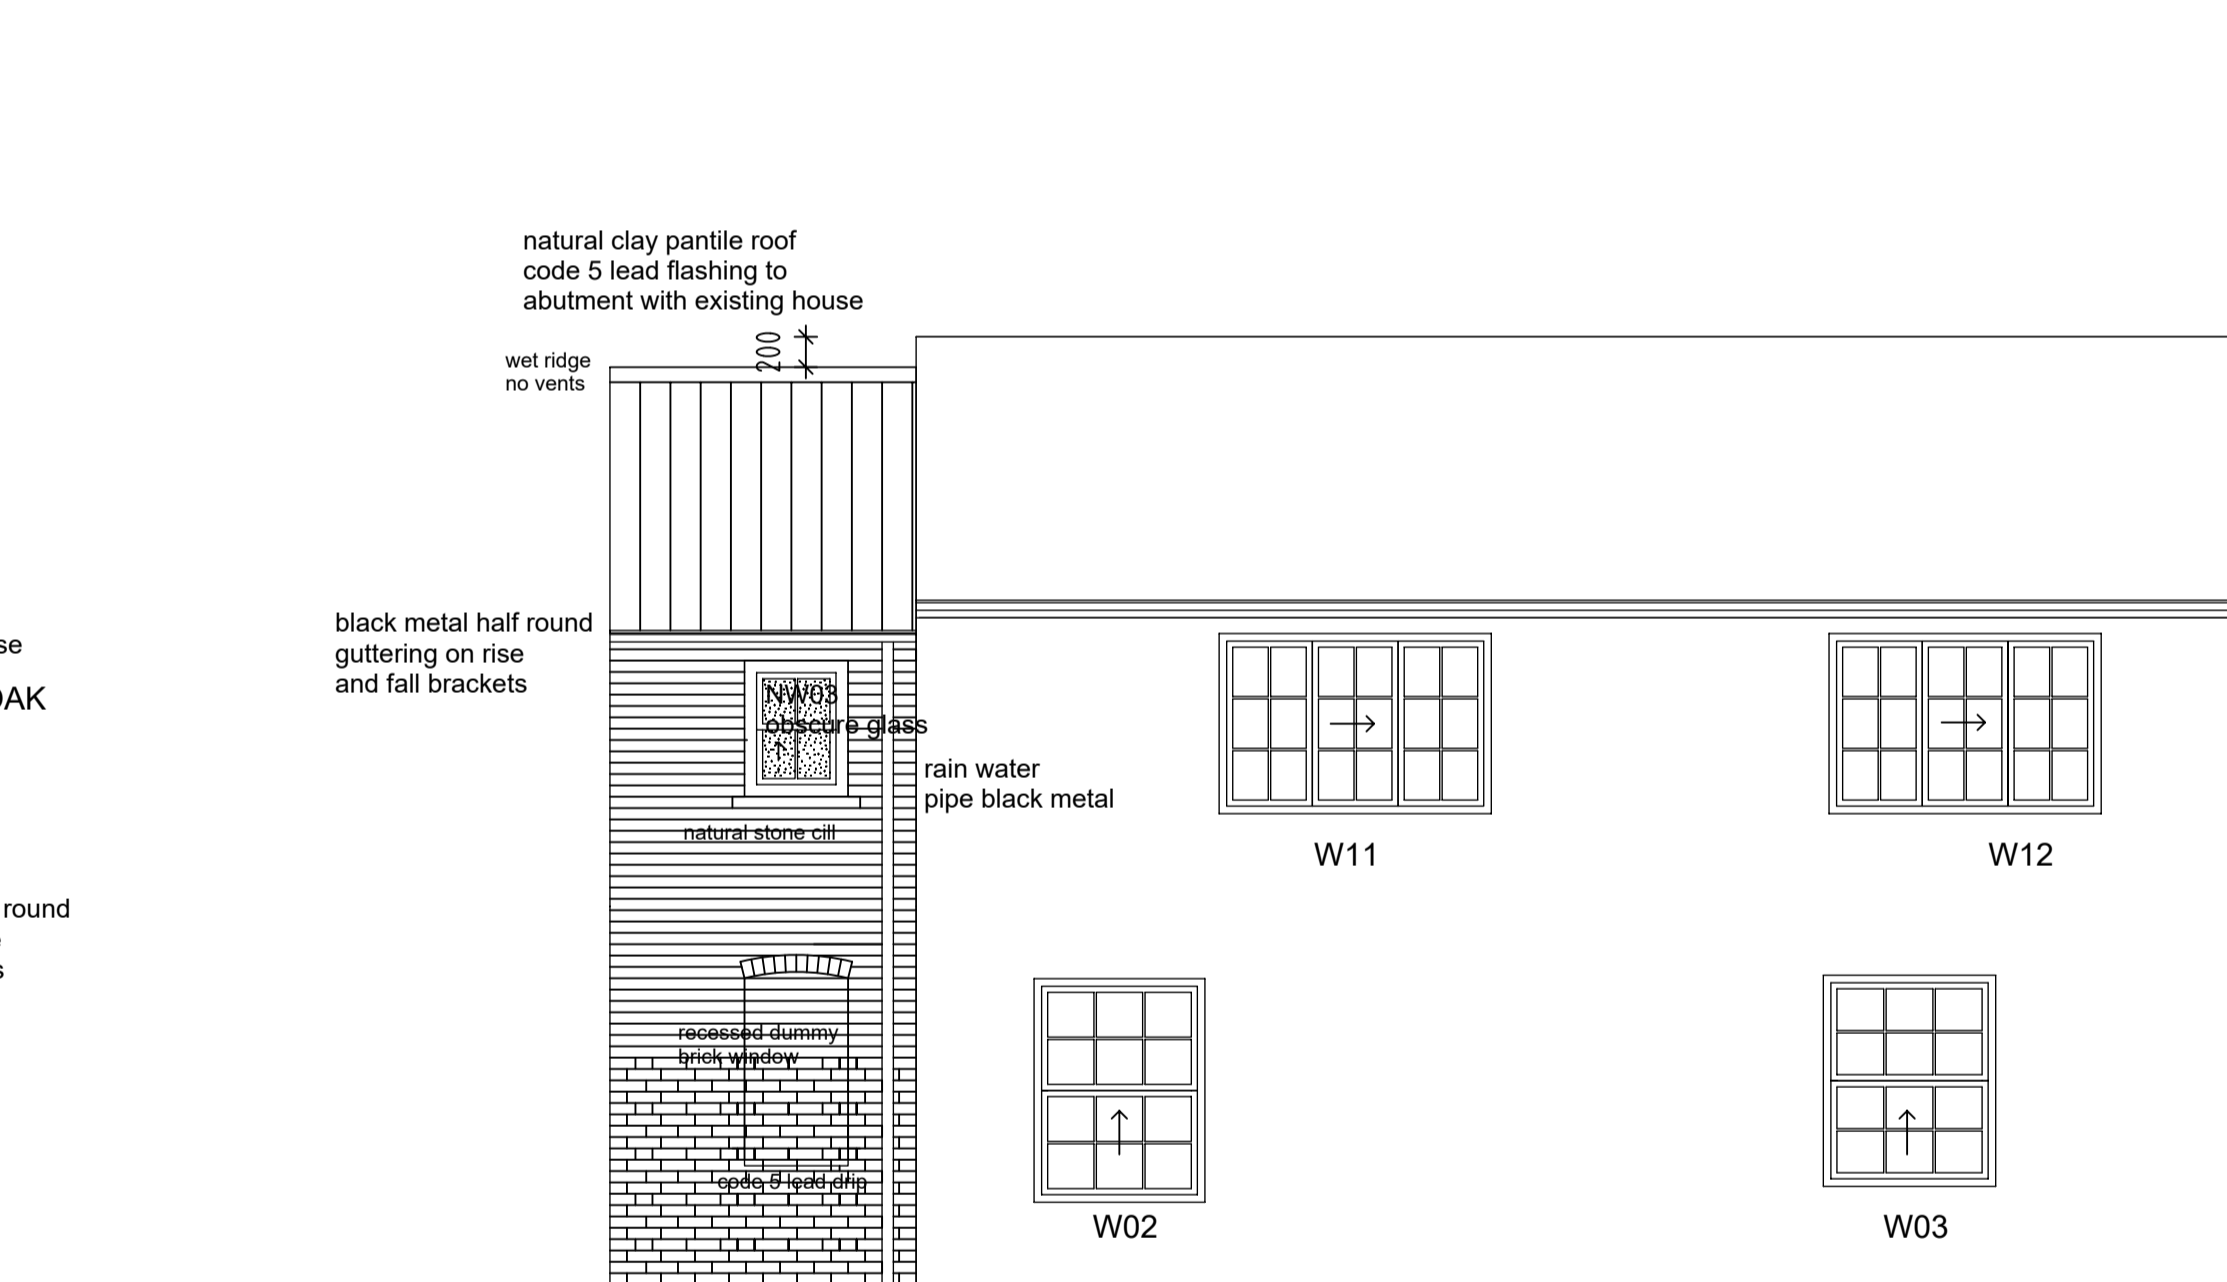 natural clay pantile roof
code 5 lead flashing to
abutment with existing house
200
wet ridge
no vents
black metal half round
guttering on rise
and fall brackets
se
OAK
NW03
obscure glass
rain water
pipe black metal
natural stone cill
W11
W12
round
recessed dummy
brick window
code 5 lead drip
W02
W03